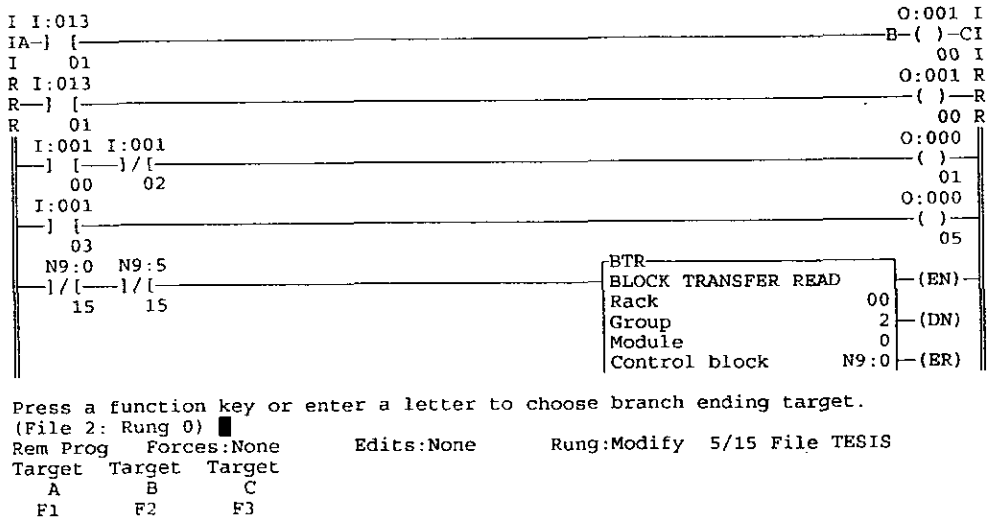 I I:013 O:001 I
IA-] [ B-( )-CI
I 01 00 I
R I:013 O:001 R
R-] [ ( )-R
R 01 00 R
I:001 I:001 O:000
] [ ]/[ ( )
00 02 01
I:001 O:000
] [ ( )
03 05
N9:0 N9:5 BTR
]/[ ]/[ BLOCK TRANSFER READ (EN)
15 15 Rack 00
Group 2 (DN)
Module 0
Control block N9:0 (ER)
Press a function key or enter a letter to choose branch ending target.
(File 2: Rung 0)
Rem Prog Forces:None Edits:None Rung:Modify 5/15 File TESIS
Target Target Target
A B C
F1 F2 F3